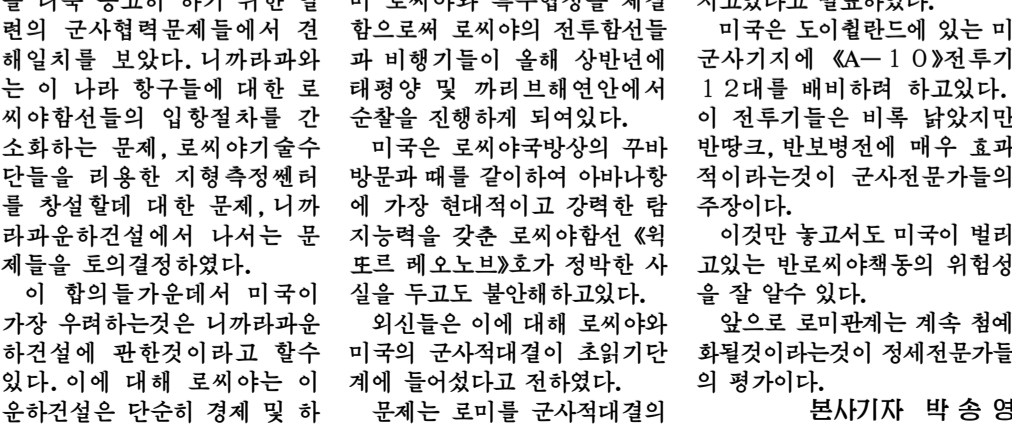 를 더욱 공고히 하기 위한 일
련의 군사협력문제들에서 견
해일치를 보았다. 니까라과와
는 이 나라 항구들에 대한 로
씨야함선들의 입항절차를 간
소화하는 문제, 로씨야기술수
단들을 리용한 지형측정쎈터
를 창설할데 대한 문제, 니까
라과운하건설에서 나서는 문
제들을 토의결정하였다.
이 합의들가운데서 미국이
가장 우려하는것은 니까라과운
하건설에 관한것이라고 할수
있다. 이에 대해 로씨야는 이
운하건설은 단순히 경제 및 하
미 로씨야와 특수협정을 체결
함으로써 로씨야의 전투함선들
과 비행기들이 올해 상반년에
태평양 및 까리브해연안에서
순찰을 진행하게 되여있다.
미국은 로씨야국방상의 꾸바
방문과 때를 같이하여 아바나항
에 가장 현대적이고 강력한 탐
지능력을 갖춘 로씨야함선 《윅
또르 레오노브》호가 정박한 사
실을 두고도 불안해하고있다.
외신들은 이에 대해 로씨야와
미국의 군사적대결이 초읽기단
계에 들어섰다고 전하였다.
문제는 로미를 군사적대결의
지고있다고 폭로하였다.
미국은 도이췰란드에 있는 미
군사기지에 《A－１０》전투기
１２대를 배비하려 하고있다.
이 전투기들은 비록 낡았지만
반땅크, 반보병전에 매우 효과
적이라는것이 군사전문가들의
주장이다.
이것만 놓고서도 미국이 벌리
고있는 반로씨야책동의 위험성
을 잘 알수 있다.
앞으로 로미관계는 계속 첨예
화될것이라는것이 정세전문가들
의 평가이다.
본사기자 박 송 영